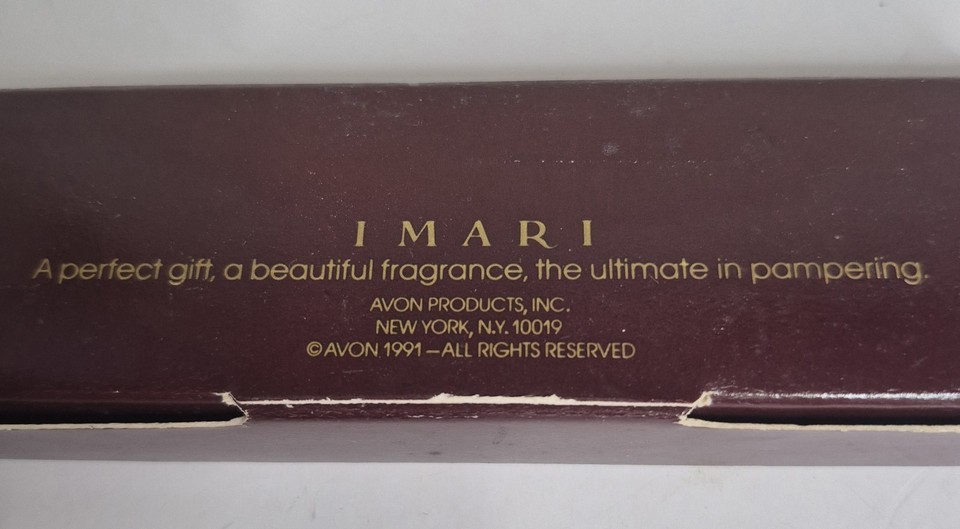 IMARI
A perfect gift, a beautiful fragrance, the ultimate in pampering.
AVON PRODUCTS, INC.
NEW YORK, N.Y. 10019
©AVON 1991—ALL RIGHTS RESERVED